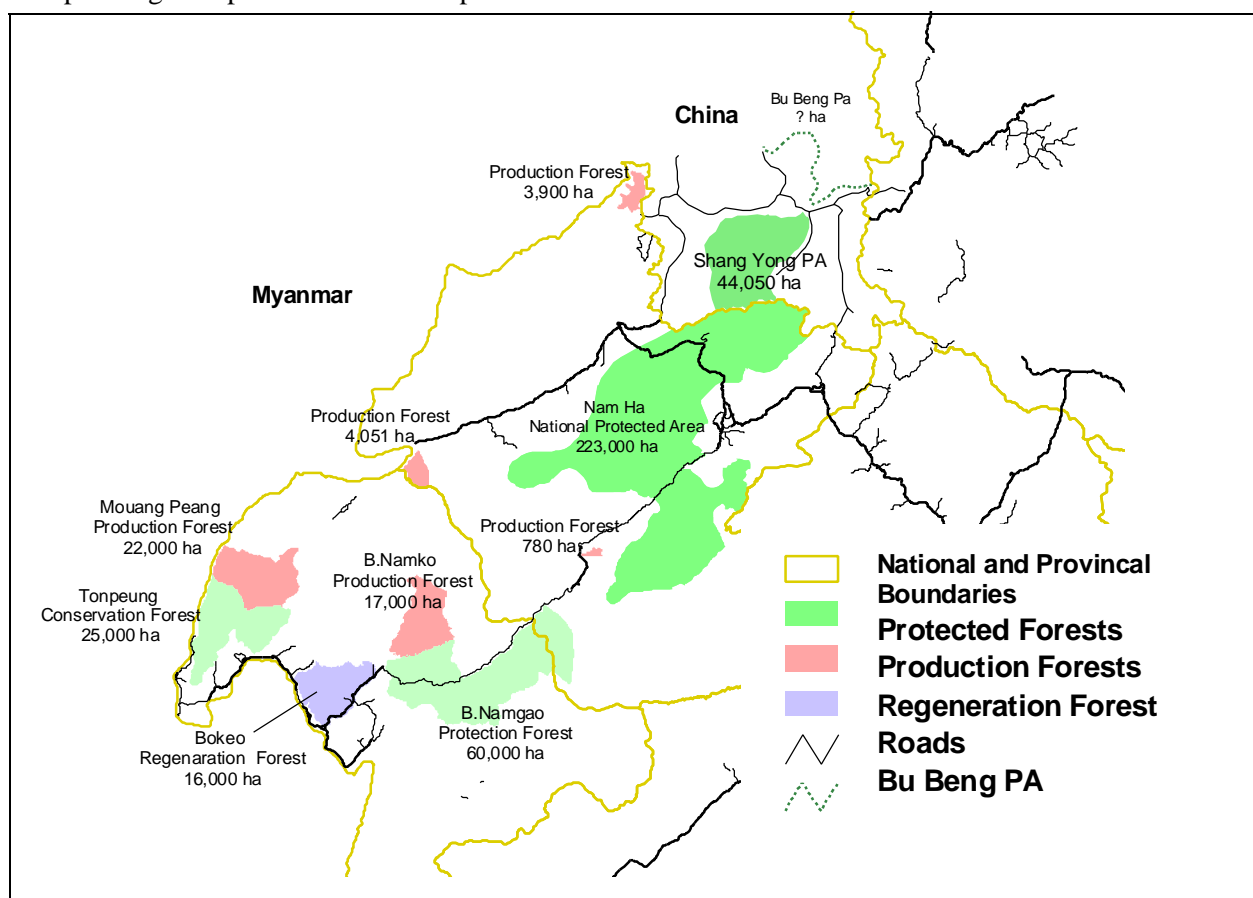 China
Bu Beng Pa
? ha
Production Forest
3,900 ha
Shang Yong PA
44,050 ha
Myanmar
Nam Ha
National Protected Area
223,000 ha
Production Forest
4,051 ha
Mouang Peang
Production Forest
22,000 ha
Production Forest
780 ha
B.Namko
Production Forest
17,000 ha
Tonpeung
Conservation Forest
25,000 ha
B.Namgao
Protection Forest
60,000 ha
Bokeo
Regenaration Forest
16,000 ha
National and Provincal
Boundaries
Protected Forests
Production Forests
Regeneration Forest
Roads
Bu Beng PA